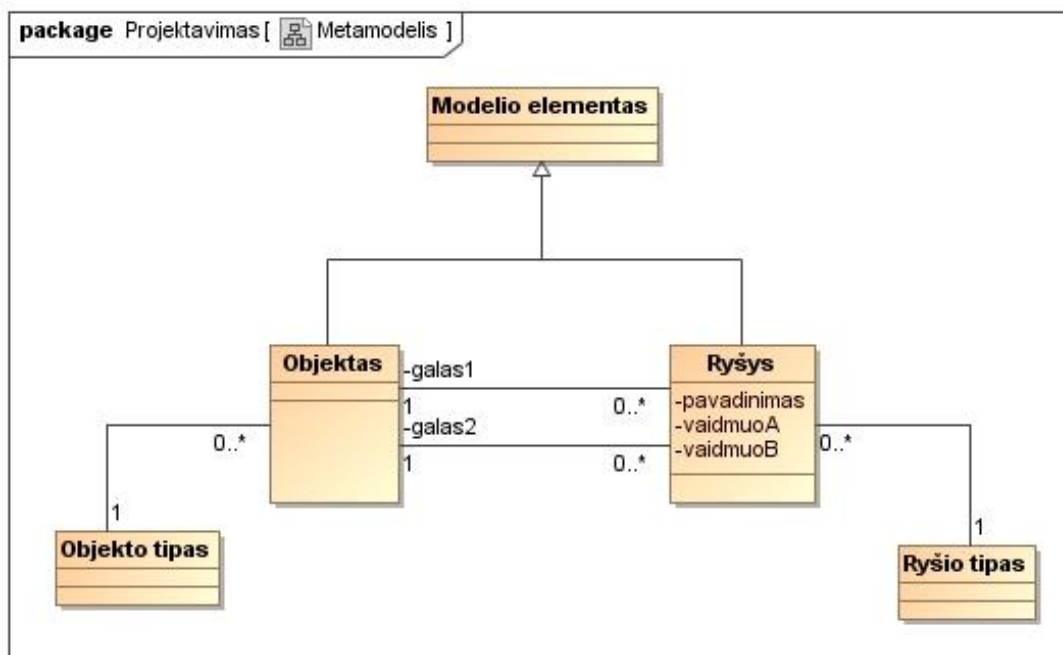 package Projektavimas [ Metamodelis ]
Modelio elementas
Objektas
-galas1
1
0..*
-galas2
1
0..*
Ryšys
-pavadinimas
-vaidmuoA
-vaidmuoB
0..*
1
Objekto tipas
0..*
1
Ryšio tipas